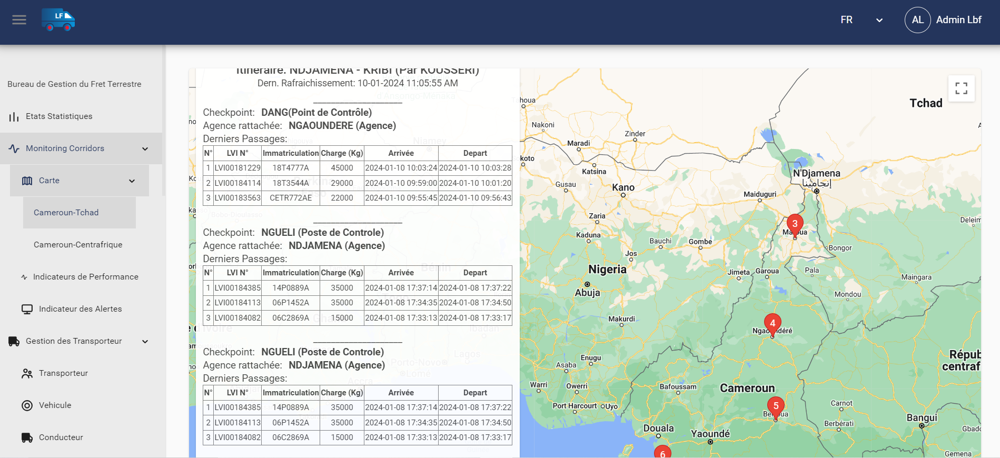 LF
FR
AL Admin Lbf
Bureau de Gestion du Fret Terrestre
Etats Statistiques
Monitoring Corridors
Carte
Cameroun-Tchad
Cameroun-Centrafrique
Indicateurs de Performance
Indicateur des Alertes
Gestion des Transporteur
Transporteur
Vehicule
Conducteur
Itinéraire: NDJAMENA - KRIBI (Par KOUSSERI)
Dern. Rafraichissement: 10-01-2024 11:05:55 AM
Checkpoint: DANG(Point de Contrôle)
Agence rattachée: NGAOUNDERE (Agence)
Derniers Passages:
N° LVI N° Immatriculation Charge (Kg) Arrivée Depart
1 LVI00181229 18T4777A 45000 2024-01-10 10:03:24 2024-01-10 10:03:28
2 LVI00184114 18T3544A 29000 2024-01-10 09:59:00 2024-01-10 10:01:20
3 LVI00183563 CETR772AE 22000 2024-01-10 09:55:45 2024-01-10 09:56:43
Checkpoint: NGUELI (Poste de Controle)
Agence rattachée: NDJAMENA (Agence)
Derniers Passages:
N° LVI N° Immatriculation Charge (Kg) Arrivée Depart
1 LVI00184385 14P0889A 35000 2024-01-08 17:37:14 2024-01-08 17:37:22
2 LVI00184113 06P1452A 35000 2024-01-08 17:34:35 2024-01-08 17:34:50
3 LVI00184082 06C2869A 15000 2024-01-08 17:33:13 2024-01-08 17:33:17
Checkpoint: NGUELI (Poste de Controle)
Agence rattachée: NDJAMENA (Agence)
Derniers Passages:
N° LVI N° Immatriculation Charge (Kg) Arrivée Depart
1 LVI00184385 14P0889A 35000 2024-01-08 17:37:14 2024-01-08 17:37:22
2 LVI00184113 06P1452A 35000 2024-01-08 17:34:35 2024-01-08 17:34:50
3 LVI00184082 06C2869A 15000 2024-01-08 17:33:13 2024-01-08 17:33:17
d'Ansongo-Ménaka
Niamey
Bobo-Dioulasso
Bénin
Ibadan
Lagos
Porto-Novo
Lomé
Accra
Tchad
Nakoni
Zinder
Maradi
Katsina
N'Djamena
إنجامينا
Gusau
Kano
Maiduguri
Zaria
Deleim
3
Kaduna
Bauchi
Gombe
Bongor
Jos
Nigeria
Jimeta
Garoua
Pala
Maingara
Abuja
Mondou
Makurdi
4
Enugu
Asaba
Répub
centraf
Warri
Owerri
Bafoussam
Cameroun
Port Harcourt
Uyo
5
Carnot
Bangui
Berbérati
Douala
Yaoundé
Gbado
6
Gemena